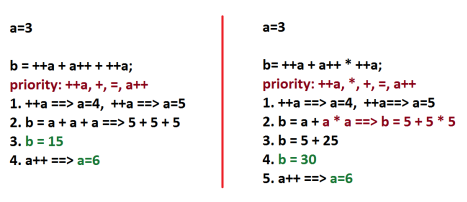 a=3
b = ++a + a++ + ++a;
priority: ++a, +, =, a++
1. ++a ==> a=4,  ++a ==> a=5
2. b = a + a + a ==> 5 + 5 + 5
3. b = 15
4. a++ ==> a=6
a=3
b= ++a + a++ * ++a;
priority: ++a, *, +, =, a++
1. ++a ==> a=4,  ++a==> a=5
2. b = a + a * a ==> b = 5 + 5 * 5
3. b = 5 + 25
4. b = 30
5. a++ ==> a=6